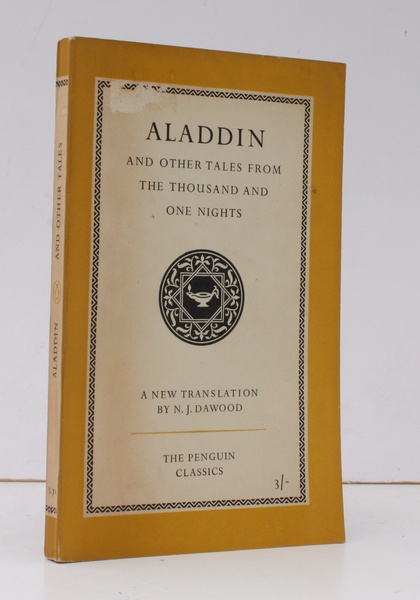 ALADDIN
AND OTHER TALES FROM
THE THOUSAND AND
ONE NIGHTS
A NEW TRANSLATION
BY N. J. DAWOOD
THE PENGUIN
CLASSICS
3/-
ALADDIN
AND OTHER TALES